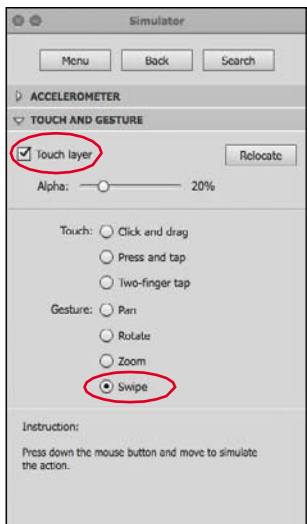 Simulator
Menu Back Search
ACCELEROMETER
TOUCH AND GESTURE
Touch layer Relocate
Alpha: 20%
Touch: Click and drag
Press and tap
Two-finger tap
Gesture: Pan
Rotate
Zoom
Swipe
Instruction:
Press down the mouse button and move to simulate
the action.